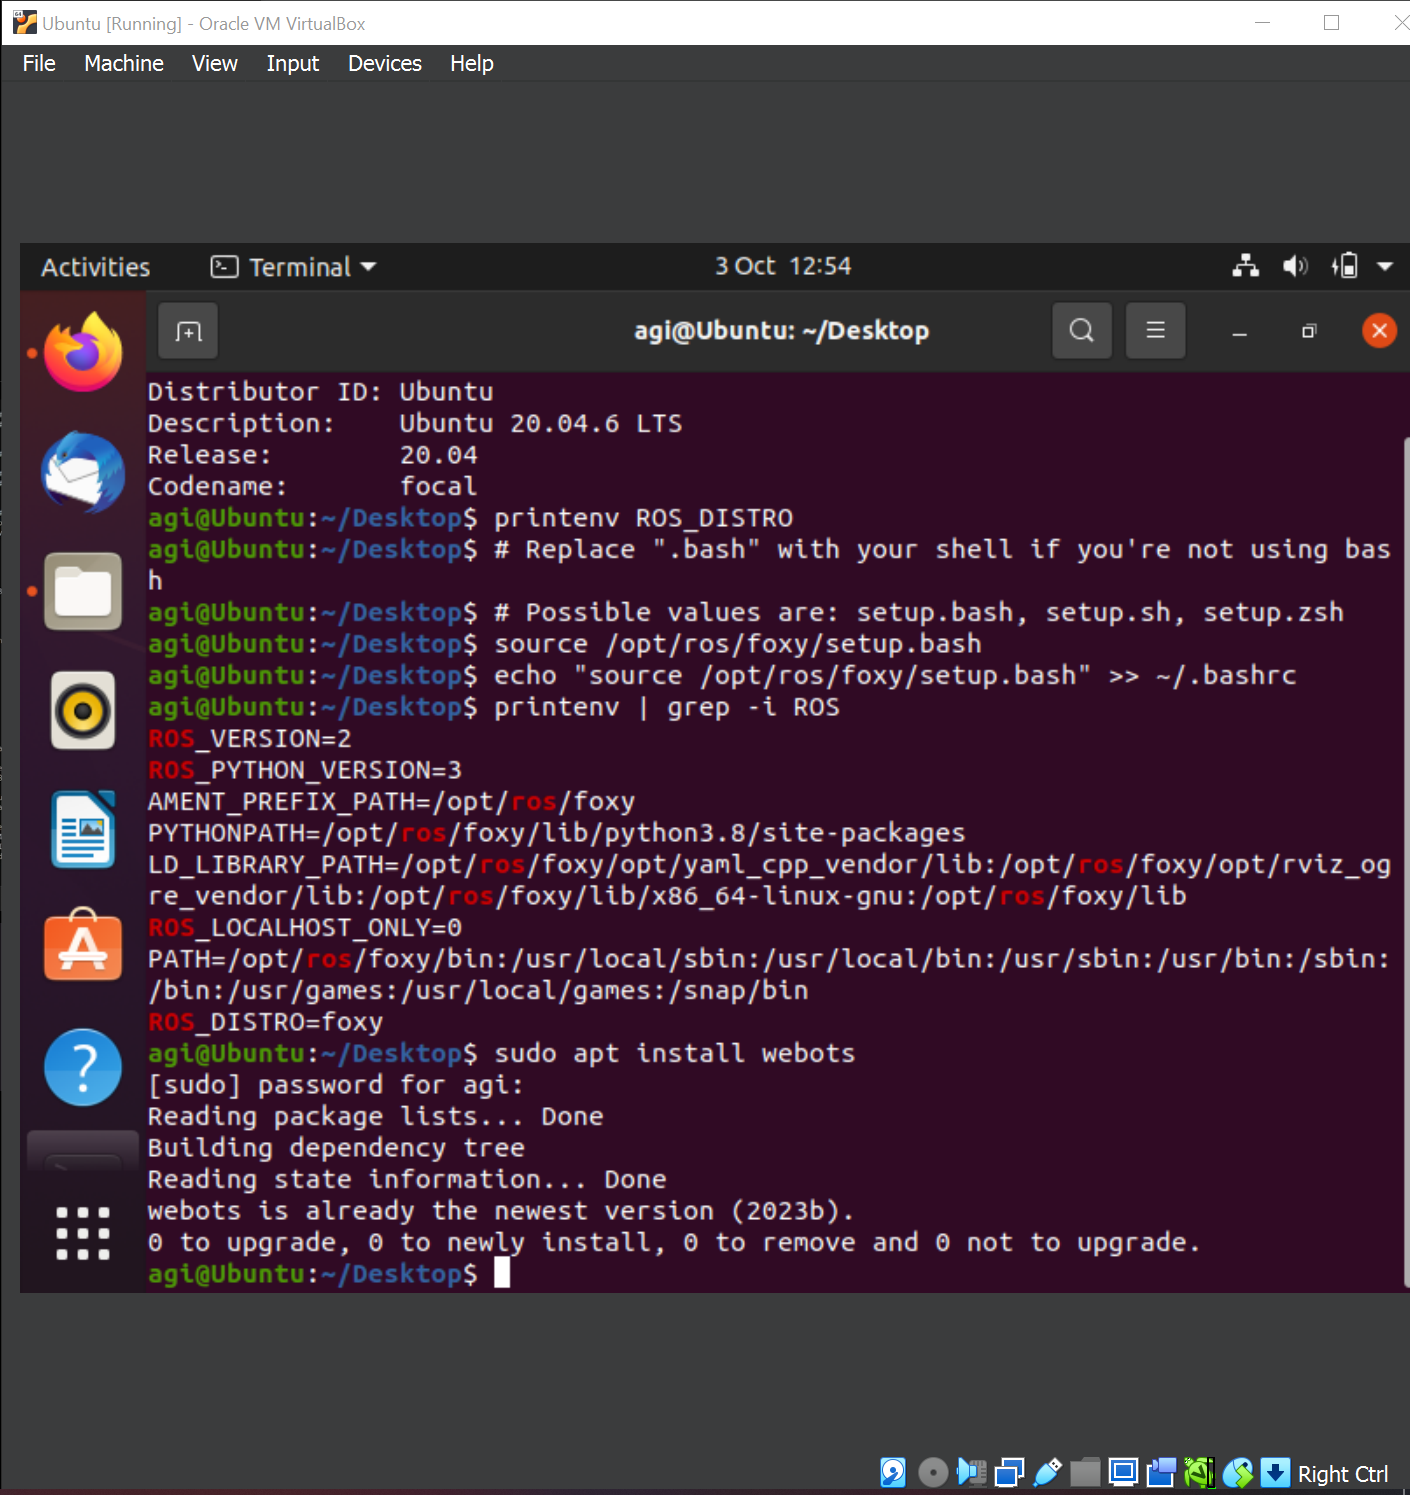 Ubuntu [Running] - Oracle VM VirtualBox
File Machine View Input Devices Help
Activities Terminal 3 Oct 12:54
agi@Ubuntu: ~/Desktop
Distributor ID: Ubuntu
Description:    Ubuntu 20.04.6 LTS
Release:        20.04
Codename:       focal
agi@Ubuntu:~/Desktop$ printenv ROS_DISTRO
agi@Ubuntu:~/Desktop$ # Replace ".bash" with your shell if you're not using bas
h
agi@Ubuntu:~/Desktop$ # Possible values are: setup.bash, setup.sh, setup.zsh
agi@Ubuntu:~/Desktop$ source /opt/ros/foxy/setup.bash
agi@Ubuntu:~/Desktop$ echo "source /opt/ros/foxy/setup.bash" >> ~/.bashrc
agi@Ubuntu:~/Desktop$ printenv | grep -i ROS
ROS_VERSION=2
ROS_PYTHON_VERSION=3
AMENT_PREFIX_PATH=/opt/ros/foxy
PYTHONPATH=/opt/ros/foxy/lib/python3.8/site-packages
LD_LIBRARY_PATH=/opt/ros/foxy/opt/yaml_cpp_vendor/lib:/opt/ros/foxy/opt/rviz_og
re_vendor/lib:/opt/ros/foxy/lib/x86_64-linux-gnu:/opt/ros/foxy/lib
ROS_LOCALHOST_ONLY=0
PATH=/opt/ros/foxy/bin:/usr/local/sbin:/usr/local/bin:/usr/sbin:/usr/bin:/sbin:
/bin:/usr/games:/usr/local/games:/snap/bin
ROS_DISTRO=foxy
agi@Ubuntu:~/Desktop$ sudo apt install webots
[sudo] password for agi:
Reading package lists... Done
Building dependency tree
Reading state information... Done
webots is already the newest version (2023b).
0 to upgrade, 0 to newly install, 0 to remove and 0 not to upgrade.
agi@Ubuntu:~/Desktop$
Right Ctrl